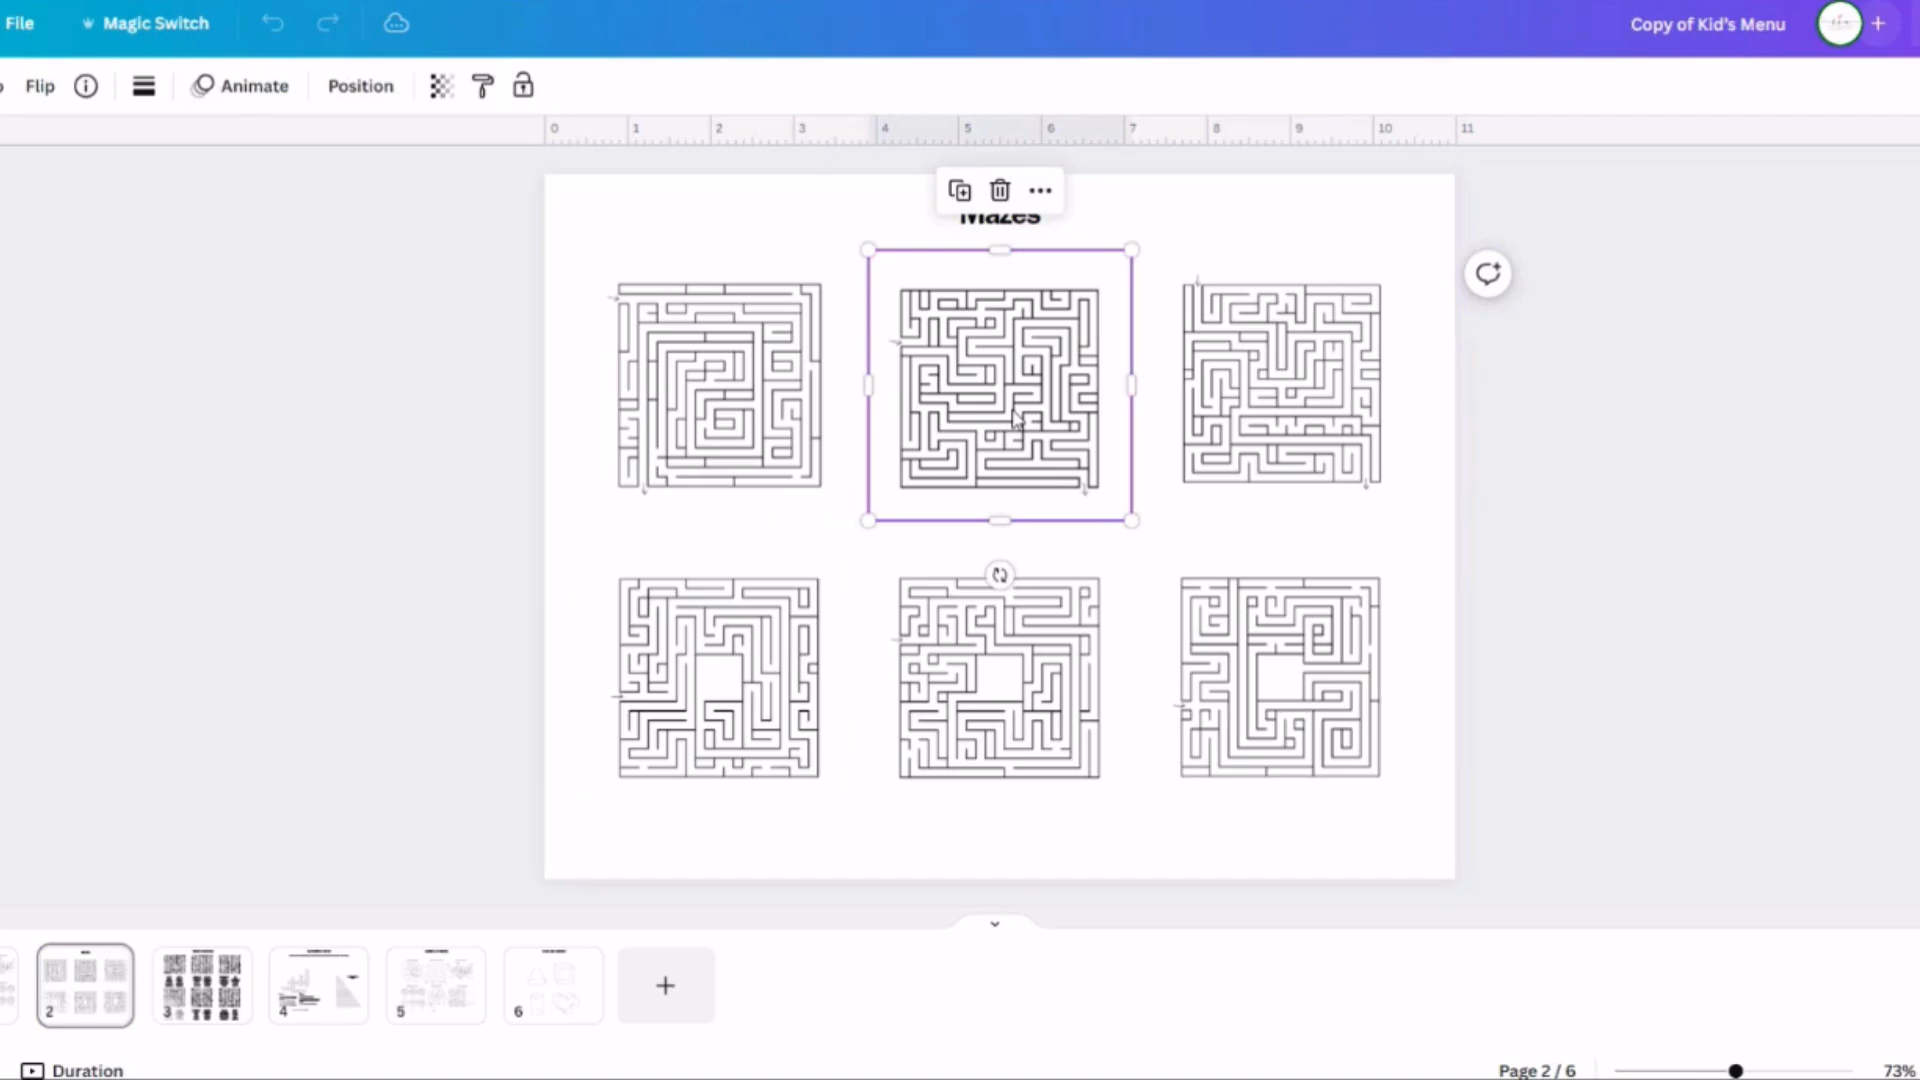 File Magic Switch Copy of Kid's Menu
Flip Animate Position
0 1 2 3 4 5 6 7 8 9 10 11
Mazes
2 3 4 5 6
Duration Page 2 / 6 73%